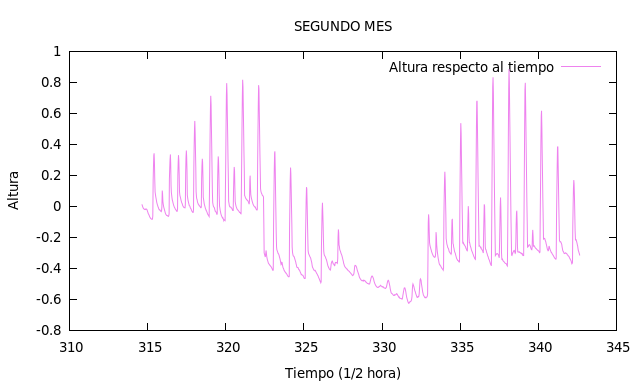 SEGUNDO MES
1
Altura respecto al tiempo
0.8
0.6
0.4
0.2
0
-0.2
-0.4
-0.6
-0.8
Altura
310 315 320 325 330 335 340 345
Tiempo (1/2 hora)